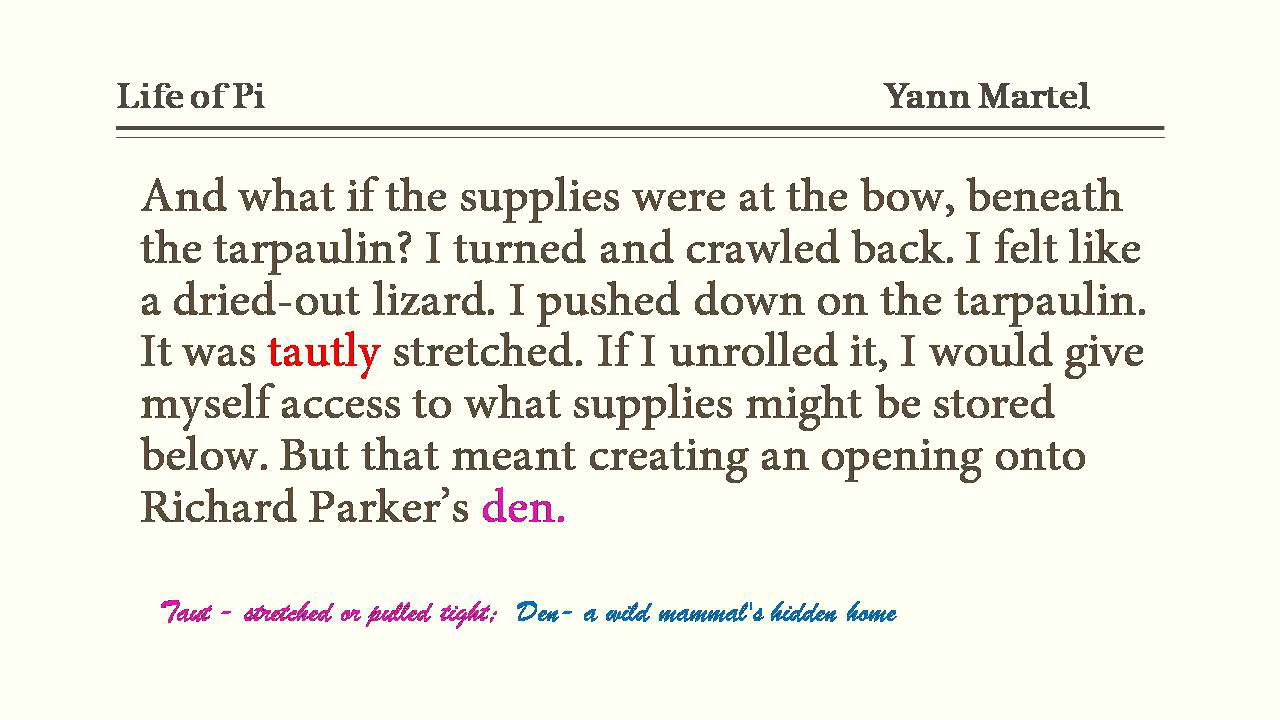 Life of Pi Yann Martel
And what if the supplies were at the bow, beneath
the tarpaulin? I turned and crawled back. I felt like
a dried-out lizard. I pushed down on the tarpaulin.
It was tautly stretched. If I unrolled it, I would give
myself access to what supplies might be stored
below. But that meant creating an opening onto
Richard Parker’s den.
Taut - stretched or pulled tight; Den- a wild mammal's hidden home